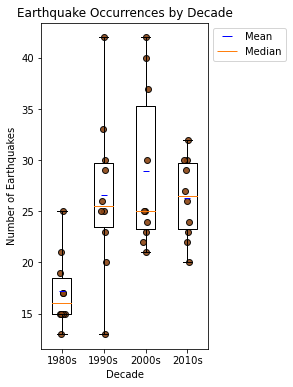 Earthquake Occurrences by Decade
Mean
Median
40
35
30
25
20
15
Number of Earthquakes
1980s 1990s 2000s 2010s
Decade